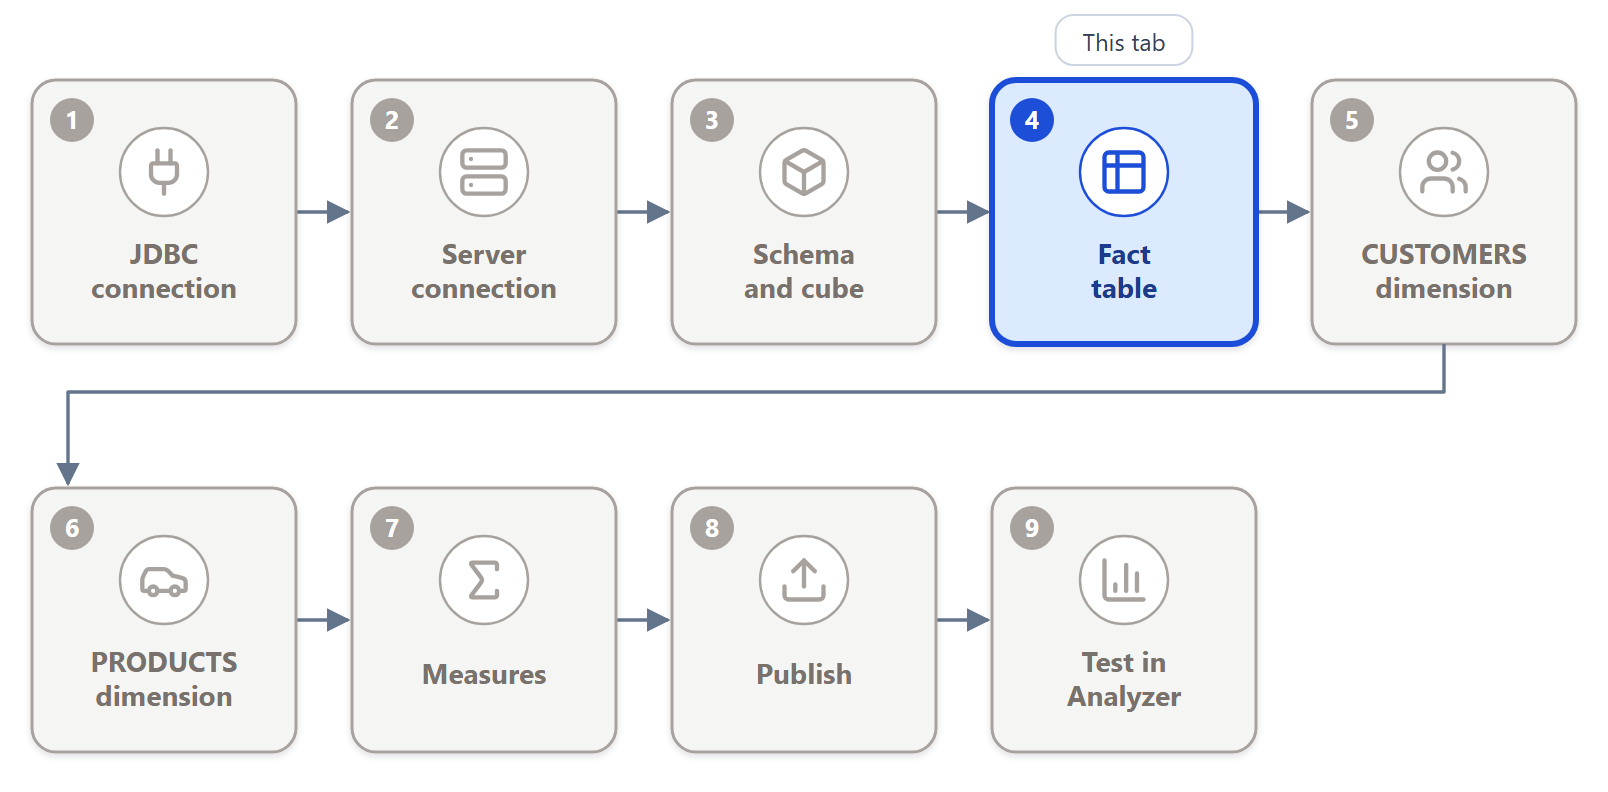 This tab
1
JDBC
connection
2
Server
connection
3
Schema
and cube
4
Fact
table
5
CUSTOMERS
dimension
6
PRODUCTS
dimension
7
Measures
8
Publish
9
Test in
Analyzer